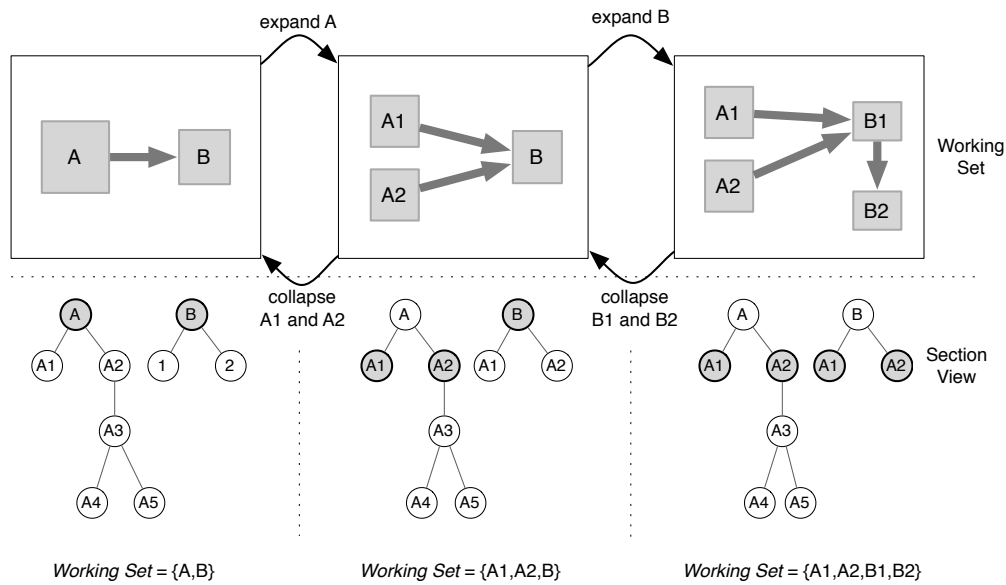 expand A
expand B
A
B
A1
A2
B
A1
A2
B1
B2
Working
Set
collapse
A1 and A2
collapse
B1 and B2
A
B
A
B
A
B
A1
A2
1
2
A1
A2
A1
A2
A1
A2
A1
A2
Section
View
A3
A3
A3
A4
A5
A4
A5
A4
A5
Working Set = {A,B}
Working Set = {A1,A2,B}
Working Set = {A1,A2,B1,B2}